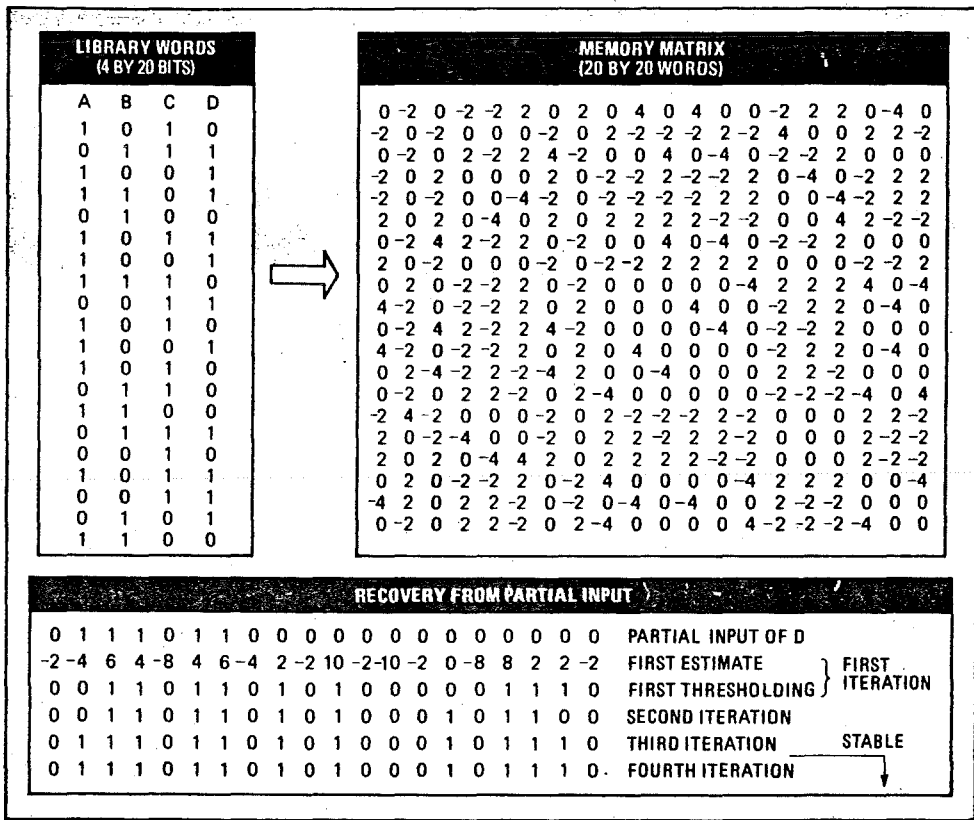 LIBRARY WORDS
(4 BY 20 BITS)
A B C D
1 0 1 0
0 1 1 1
1 0 0 1
1 1 0 1
0 1 0 0
1 0 1 1
1 0 0 1
1 1 1 0
0 0 1 1
1 0 1 0
1 0 0 1
1 0 1 0
0 1 1 0
1 1 0 0
0 1 1 1
0 0 1 0
1 0 1 1
0 0 1 1
0 1 0 1
1 1 0 0
MEMORY MATRIX
(20 BY 20 WORDS)
0 -2 0 -2 -2 2 0 2 0 4 0 4 0 0 -2 2 2 0 -4 0
-2 0 -2 0 0 0 -2 0 2 -2 -2 -2 2 -2 4 0 0 2 2 -2
0 -2 0 2 -2 2 4 -2 0 0 4 0 -4 0 -2 -2 2 0 0 0
-2 0 2 0 0 0 2 0 -2 -2 2 -2 -2 2 0 -4 0 -2 2 2
-2 0 -2 0 0 -4 -2 0 -2 -2 -2 -2 2 2 0 0 -4 -2 2 2
2 0 2 0 -4 0 2 0 2 2 2 2 -2 -2 0 0 4 2 -2 -2
0 -2 4 2 -2 2 0 -2 0 0 4 0 -4 0 -2 -2 2 0 0 0
2 0 -2 0 0 0 -2 0 -2 -2 2 2 2 2 0 0 0 -2 -2 2
0 2 0 -2 -2 2 0 -2 0 0 0 0 0 -4 2 2 2 4 0 -4
4 -2 0 -2 -2 2 0 2 0 0 0 4 0 0 -2 2 2 0 -4 0
0 -2 4 2 -2 2 4 -2 0 0 0 0 -4 0 -2 -2 2 0 0 0
4 -2 0 -2 -2 2 0 2 0 4 0 0 0 0 -2 2 2 0 -4 0
0 2 -4 -2 2 -2 -4 2 0 0 -4 0 0 0 2 2 -2 0 0 0
0 -2 0 2 2 -2 0 2 -4 0 0 0 0 0 -2 -2 -2 -4 0 4
-2 4 -2 0 0 0 -2 0 2 -2 -2 -2 2 -2 0 0 0 2 2 -2
2 0 -2 -4 0 0 -2 0 2 2 -2 2 2 -2 0 0 0 2 -2 -2
2 0 2 0 -4 4 2 0 2 2 2 2 -2 -2 0 0 0 2 -2 -2
0 2 0 -2 -2 2 0 -2 4 0 0 0 0 -4 2 2 2 0 0 -4
-4 2 0 2 2 -2 0 -2 0 -4 0 -4 0 0 2 -2 -2 0 0 0
0 -2 0 2 2 -2 0 2 -4 0 0 0 0 4 -2 -2 -2 -4 0 0
RECOVERY FROM PARTIAL INPUT
0 1 1 1 0 1 1 0 0 0 0 0 0 0 0 0 0 0 0 0 PARTIAL INPUT OF D
-2 -4 6 4 -8 4 6 -4 2 -2 10 -2 -10 -2 0 -8 8 2 2 -2 FIRST ESTIMATE
0 0 1 1 0 1 1 0 1 0 1 0 0 0 0 0 1 1 1 0 FIRST THRESHOLDING
FIRST ITERATION
0 0 1 1 0 1 1 0 1 0 1 0 0 0 1 0 1 1 0 0 SECOND ITERATION
0 1 1 1 0 1 1 0 1 0 1 0 0 0 1 0 1 1 1 0 THIRD ITERATION STABLE
0 1 1 1 0 1 1 0 1 0 1 0 0 0 1 0 1 1 1 0 FOURTH ITERATION